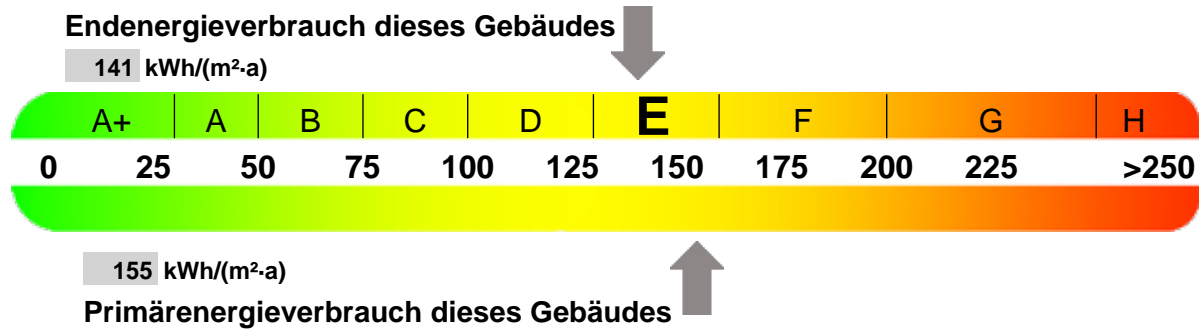 Endenergieverbrauch dieses Gebäudes
141 kWh/(m²·a)
A+ A B C D E F G H
0 25 50 75 100 125 150 175 200 225 >250
155 kWh/(m²·a)
Primärenergieverbrauch dieses Gebäudes